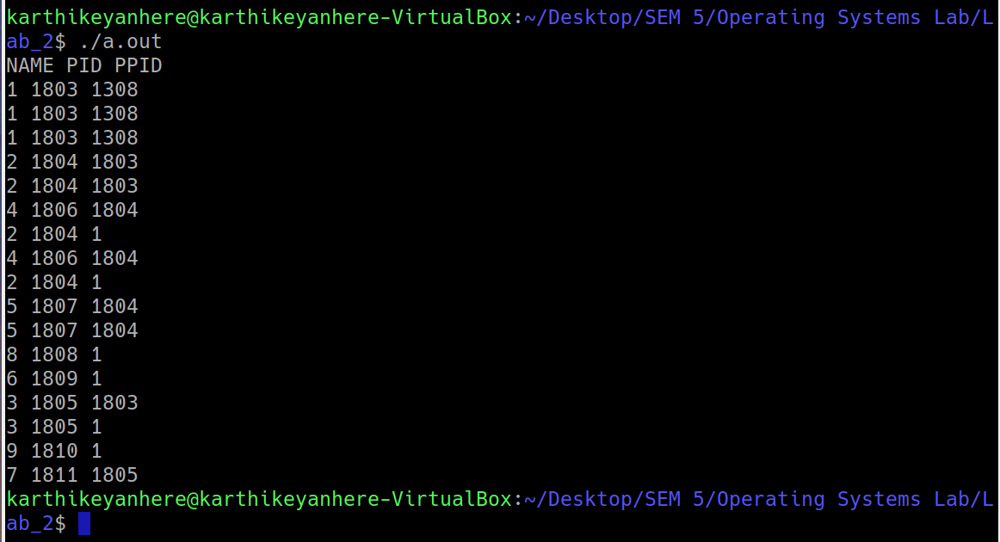 karthikeyanhere@karthikeyanhere-VirtualBox:~/Desktop/SEM 5/Operating Systems Lab/L
ab_2$ ./a.out
NAME PID PPID
1 1803 1308
1 1803 1308
1 1803 1308
2 1804 1803
2 1804 1803
4 1806 1804
2 1804 1
4 1806 1804
2 1804 1
5 1807 1804
5 1807 1804
8 1808 1
6 1809 1
3 1805 1803
3 1805 1
9 1810 1
7 1811 1805
karthikeyanhere@karthikeyanhere-VirtualBox:~/Desktop/SEM 5/Operating Systems Lab/L
ab_2$